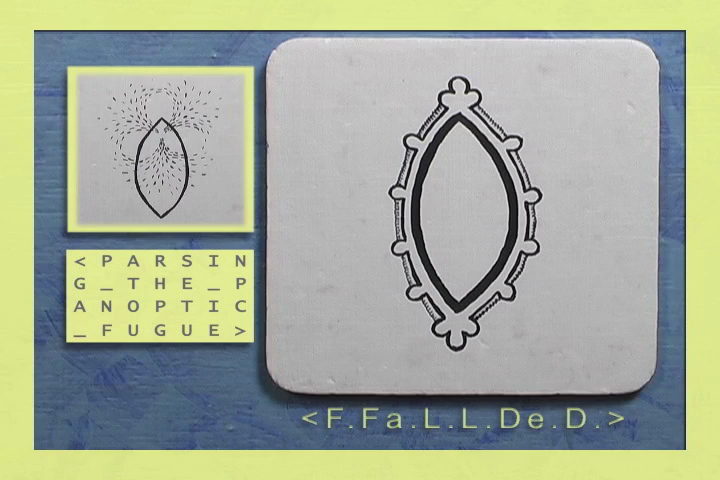 < P A R S I N
G _ T H E _ P
A N O P T I C
_ F U G U E >
<F.Fa.L.L.De.D.>